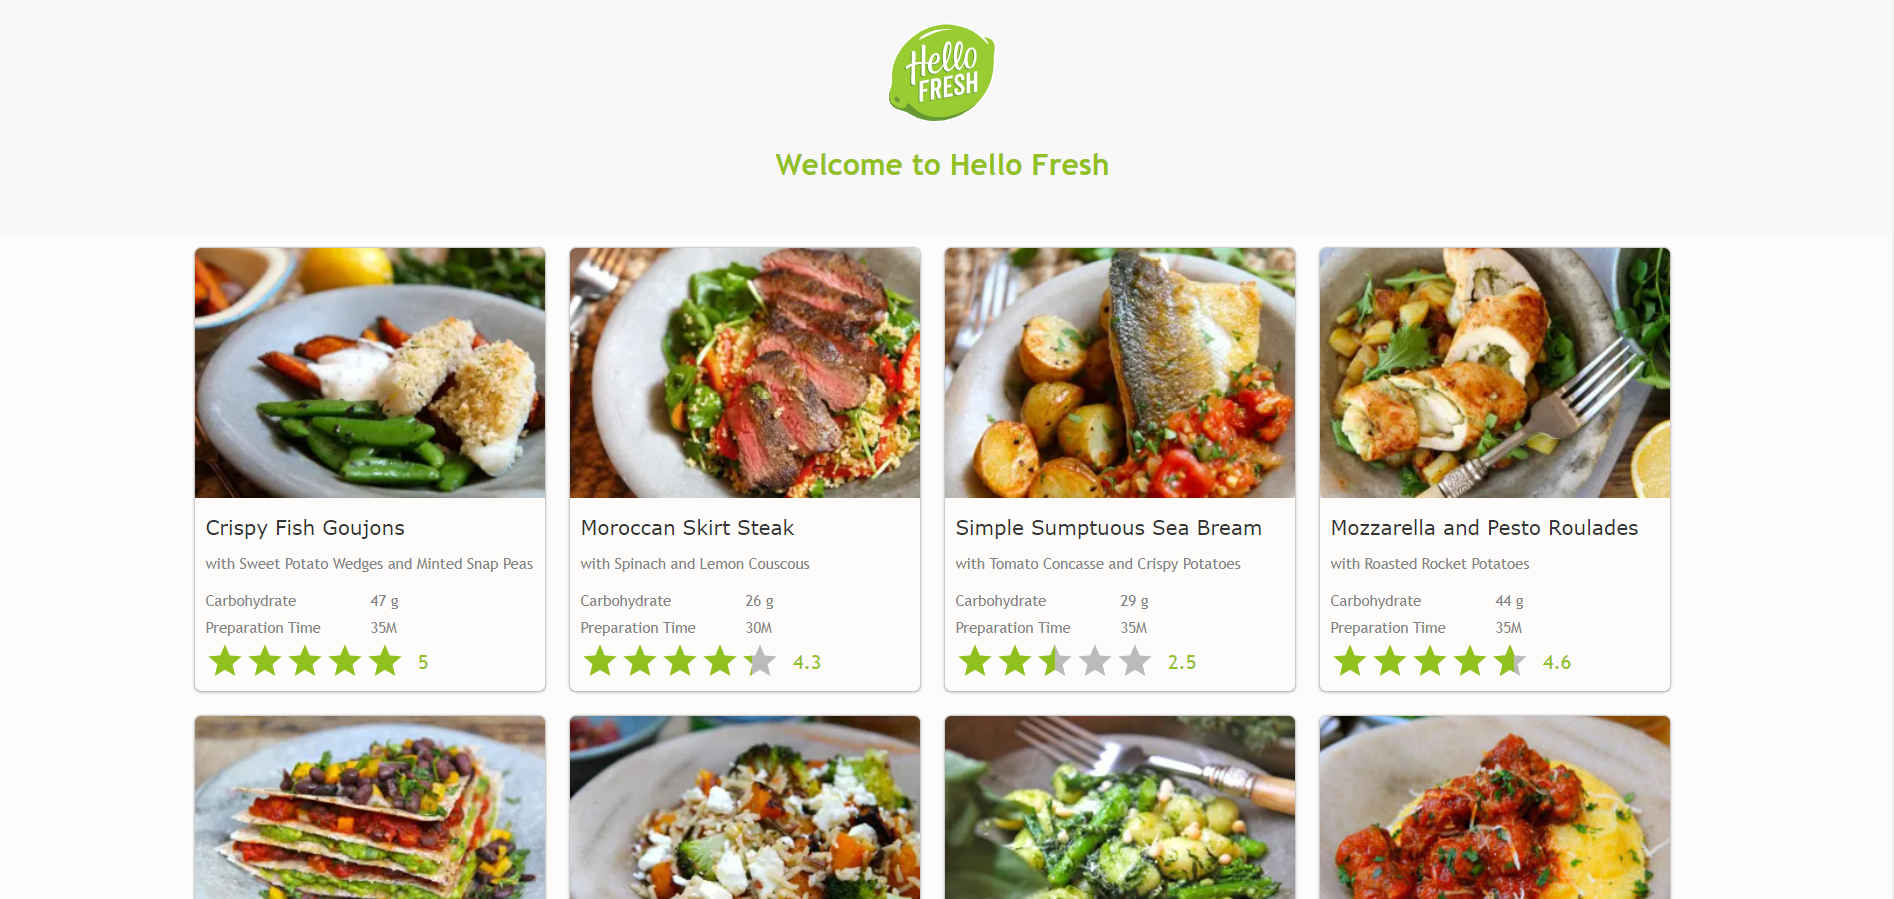 Hello
FRESH
Welcome to Hello Fresh
Crispy Fish Goujons
with Sweet Potato Wedges and Minted Snap Peas
Carbohydrate 47 g
Preparation Time 35M
5
Moroccan Skirt Steak
with Spinach and Lemon Couscous
Carbohydrate 26 g
Preparation Time 30M
4.3
Simple Sumptuous Sea Bream
with Tomato Concasse and Crispy Potatoes
Carbohydrate 29 g
Preparation Time 35M
2.5
Mozzarella and Pesto Roulades
with Roasted Rocket Potatoes
Carbohydrate 44 g
Preparation Time 35M
4.6